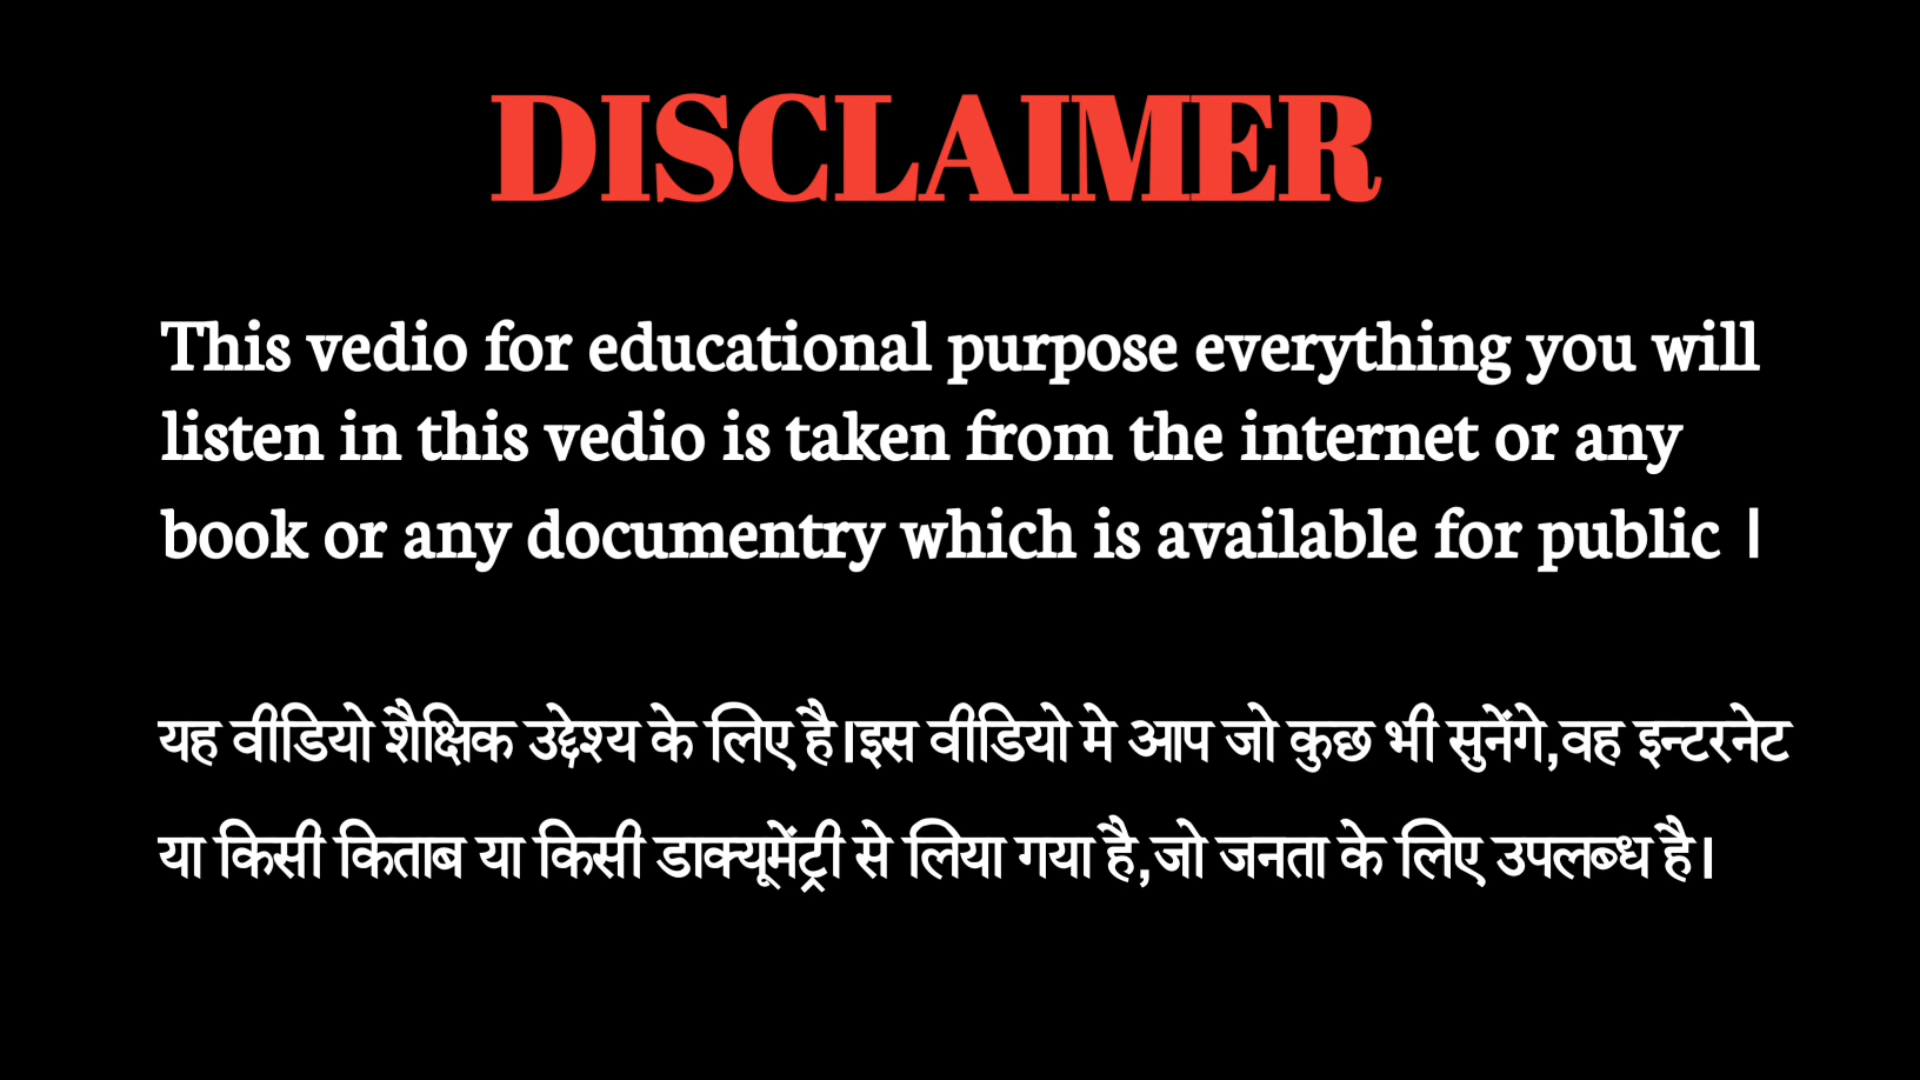 DISCLAIMER
This vedio for educational purpose everything you will
listen in this vedio is taken from the internet or any
book or any documentry which is available for public ।
यह वीडियो शैक्षिक उद्देश्य के लिए है।इस वीडियो मे आप जो कुछ भी सुनेंगे,वह इन्टरनेट
या किसी किताब या किसी डाक्यूमेंट्री से लिया गया है,जो जनता के लिए उपलब्ध है।